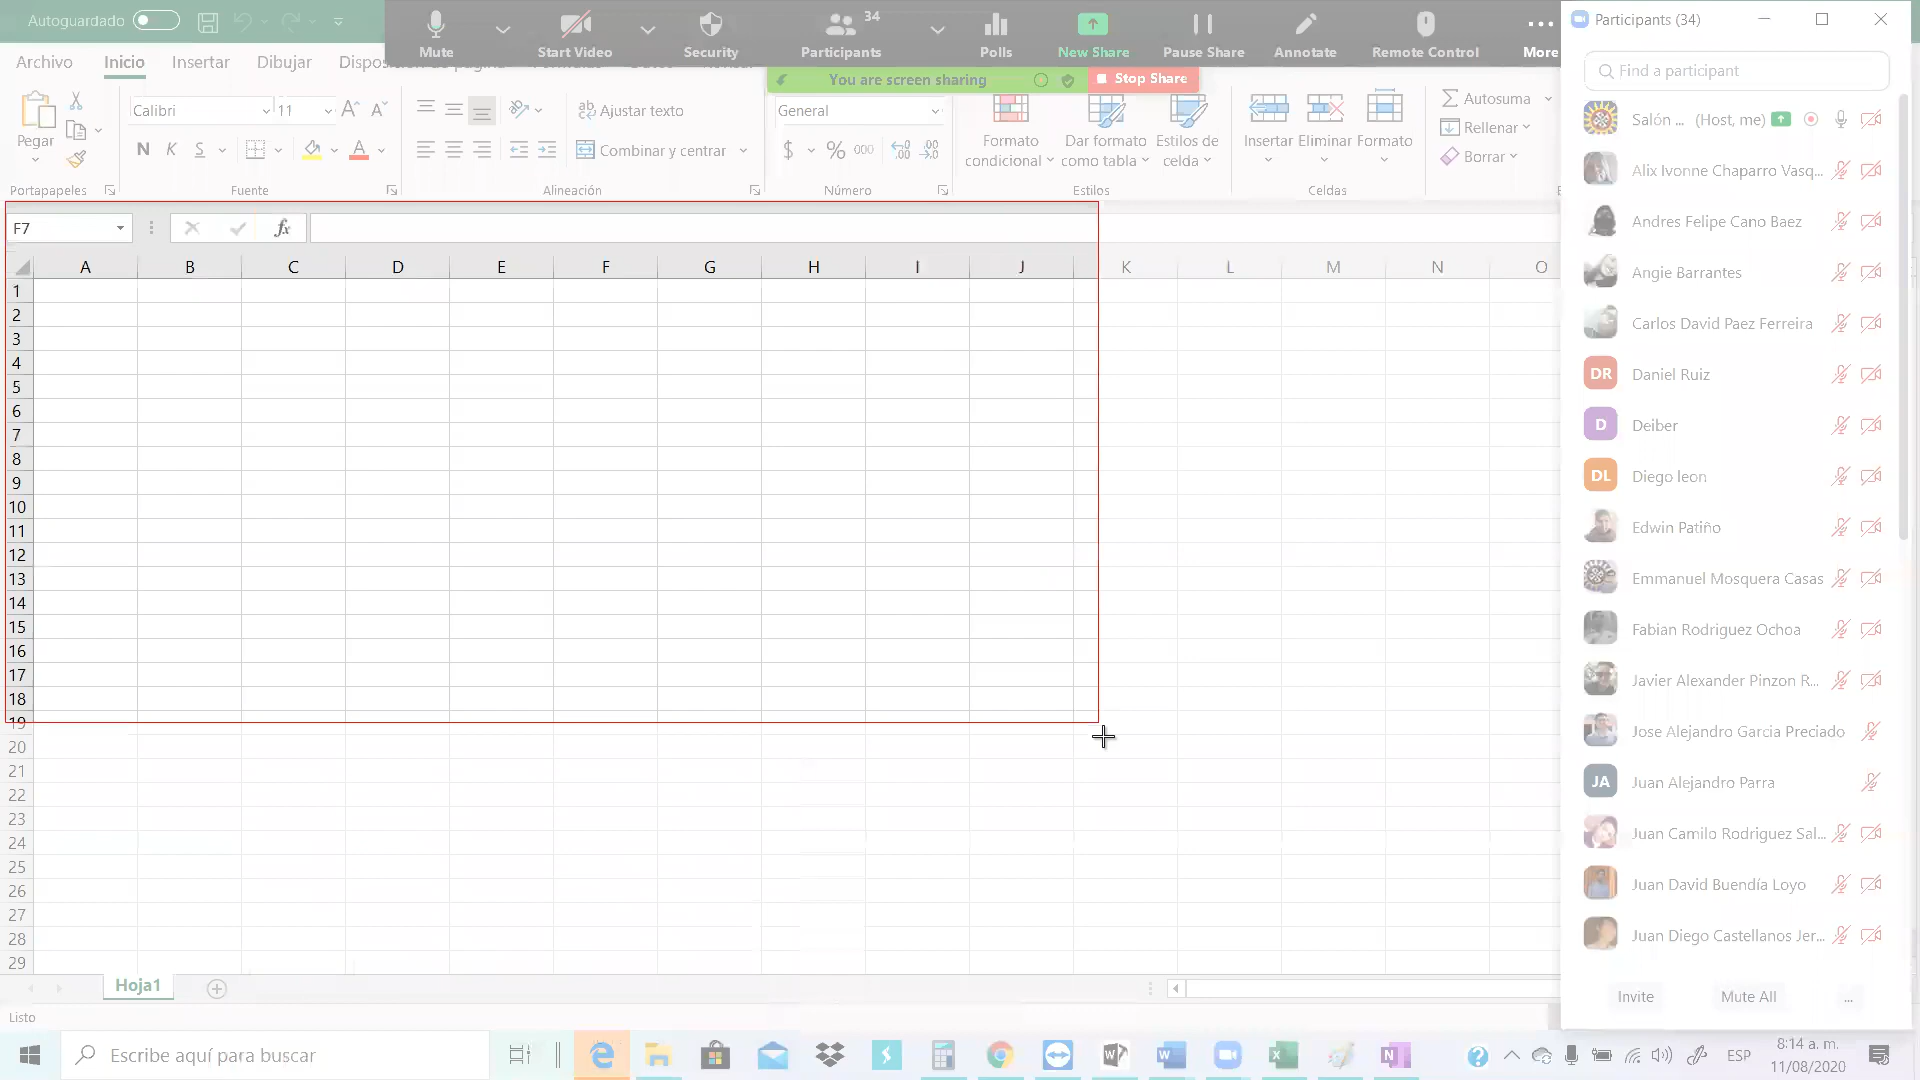 Autoguardado
Mute
Start Video
Security
34
Participants
Polls
New Share
Pause Share
Annotate
Remote Control
More
You are screen sharing
Stop Share
Archivo
Inicio
Insertar
Dibujar
Pegar
Portapapeles
Calibri
11
N K S
Fuente
Ajustar texto
Combinar y centrar
Alineación
General
$ % 000
Número
Formato condicional
Dar formato como tabla
Estilos de celda
Estilos
Insertar
Eliminar
Formato
Celdas
Autosuma
Rellenar
Borrar
F7
fx
A B C D E F G H I J K L M N O
1
2
3
4
5
6
7
8
9
10
11
12
13
14
15
16
17
18
19
20
21
22
23
24
25
26
27
28
29
Hoja1
Listo
Participants (34)
Find a participant
Salón ... (Host, me)
Alix Ivonne Chaparro Vasq...
Andres Felipe Cano Baez
Angie Barrantes
Carlos David Paez Ferreira
DR Daniel Ruiz
D Deiber
DL Diego leon
Edwin Patiño
Emmanuel Mosquera Casas
Fabian Rodriguez Ochoa
Javier Alexander Pinzon R...
Jose Alejandro Garcia Preciado
JA Juan Alejandro Parra
Juan Camilo Rodriguez Sal...
Juan David Buendía Loyo
Juan Diego Castellanos Jer...
Invite
Mute All
...
Escribe aquí para buscar
ESP
8:14 a. m.
11/08/2020